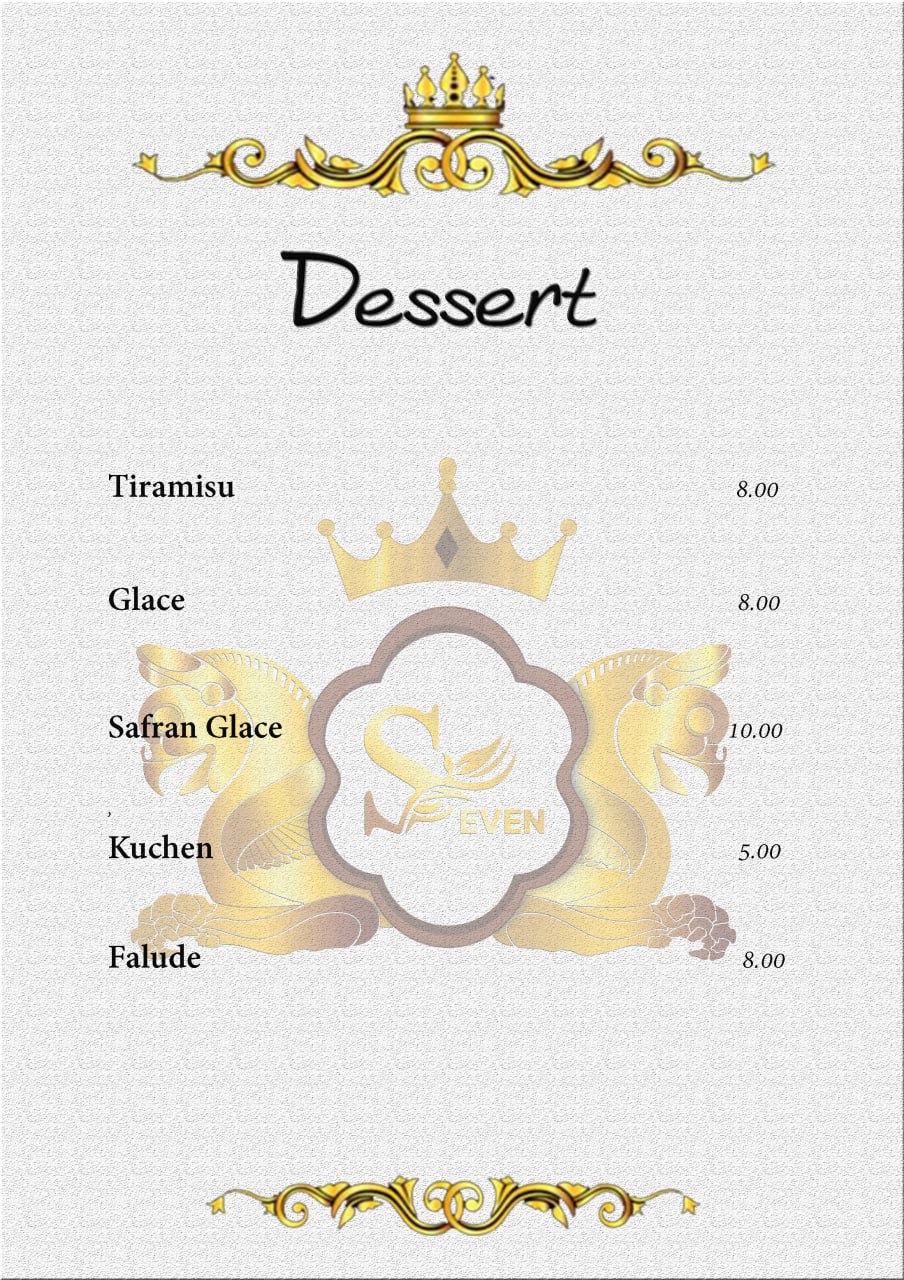 Dessert
Tiramisu 8.00
Glace 8.00
Safran Glace 10.00
SEVEN
,
Kuchen 5.00
Falude 8.00